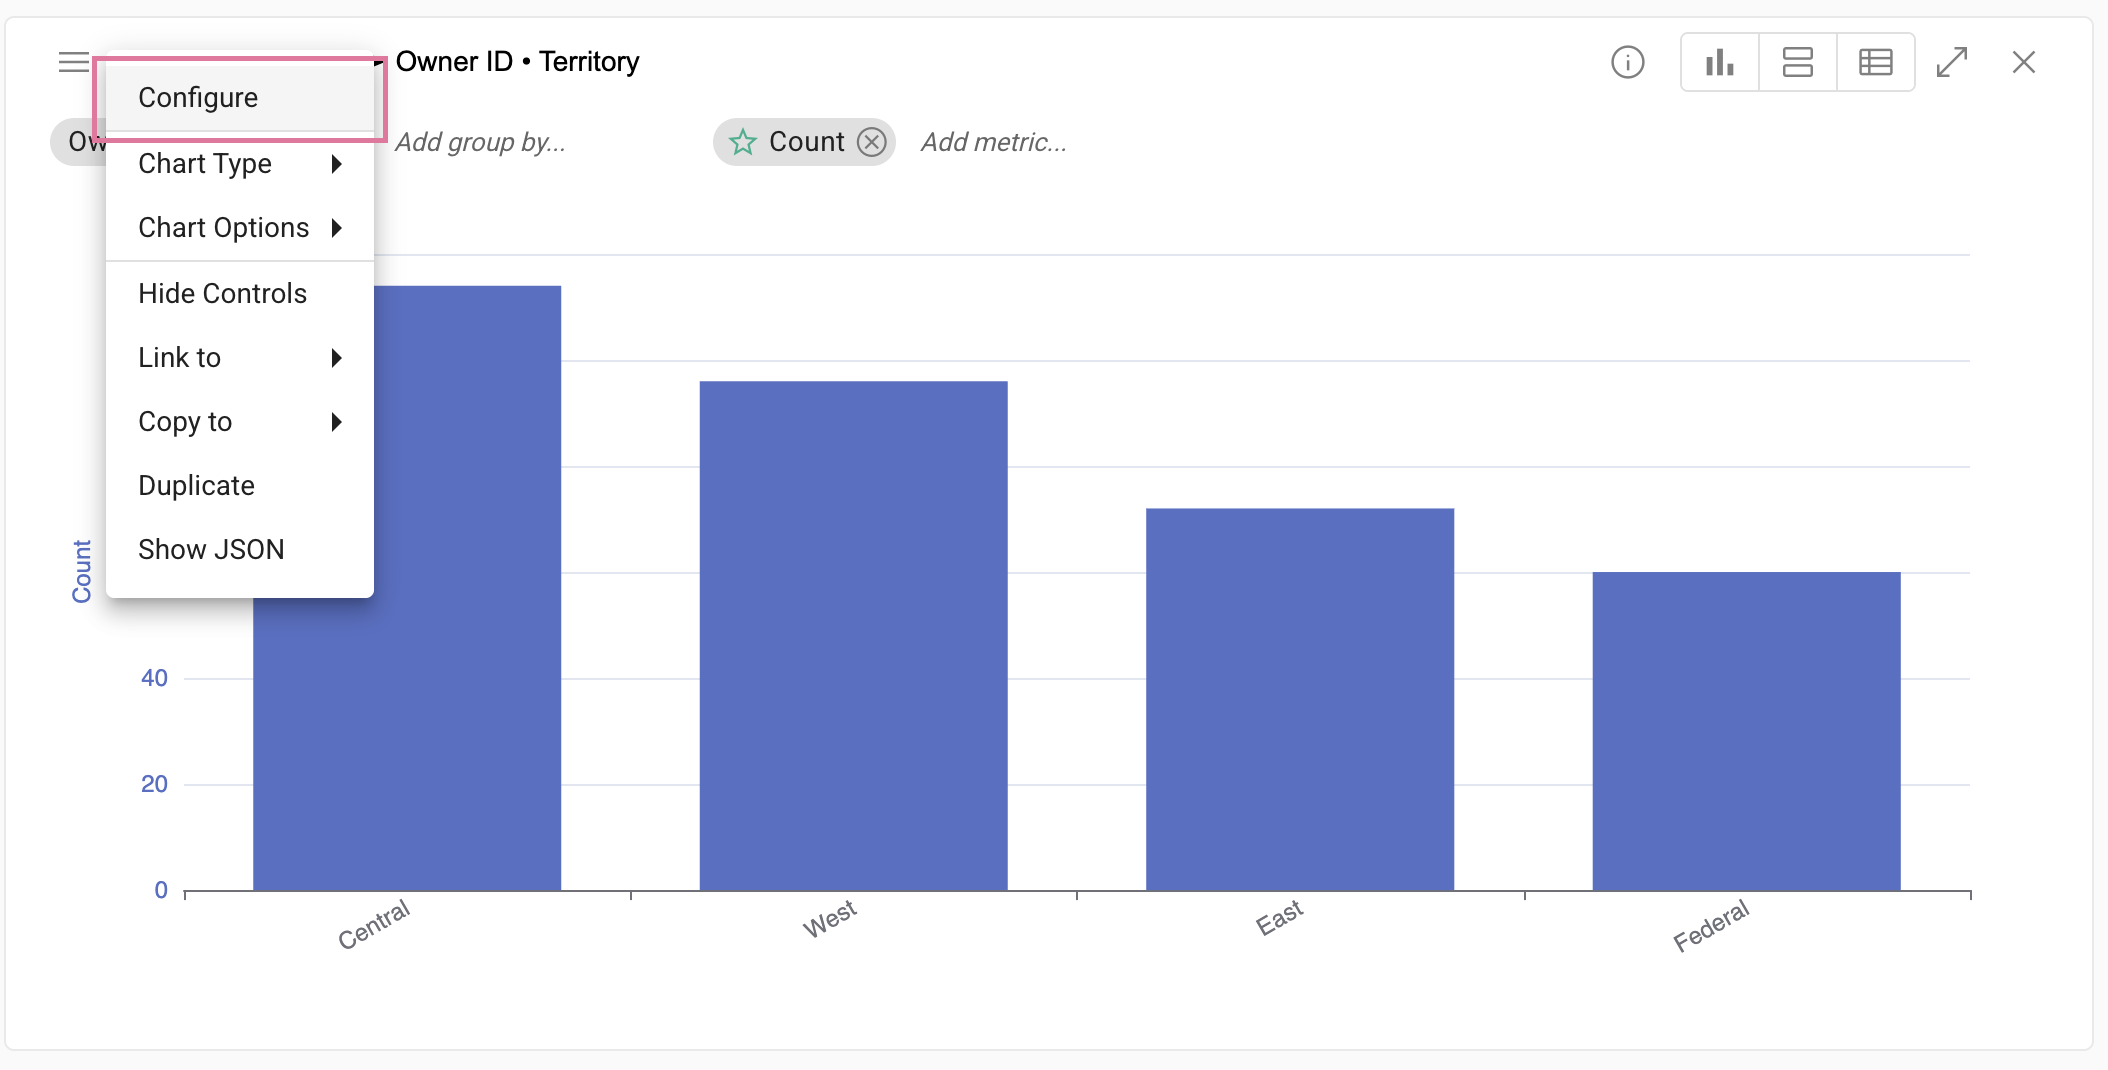 Owner ID • Territory
Configure
Add group by...
Count
Add metric...
Chart Type
Chart Options
Hide Controls
Link to
Copy to
Duplicate
Show JSON
Count
40
20
0
Central
West
East
Federal